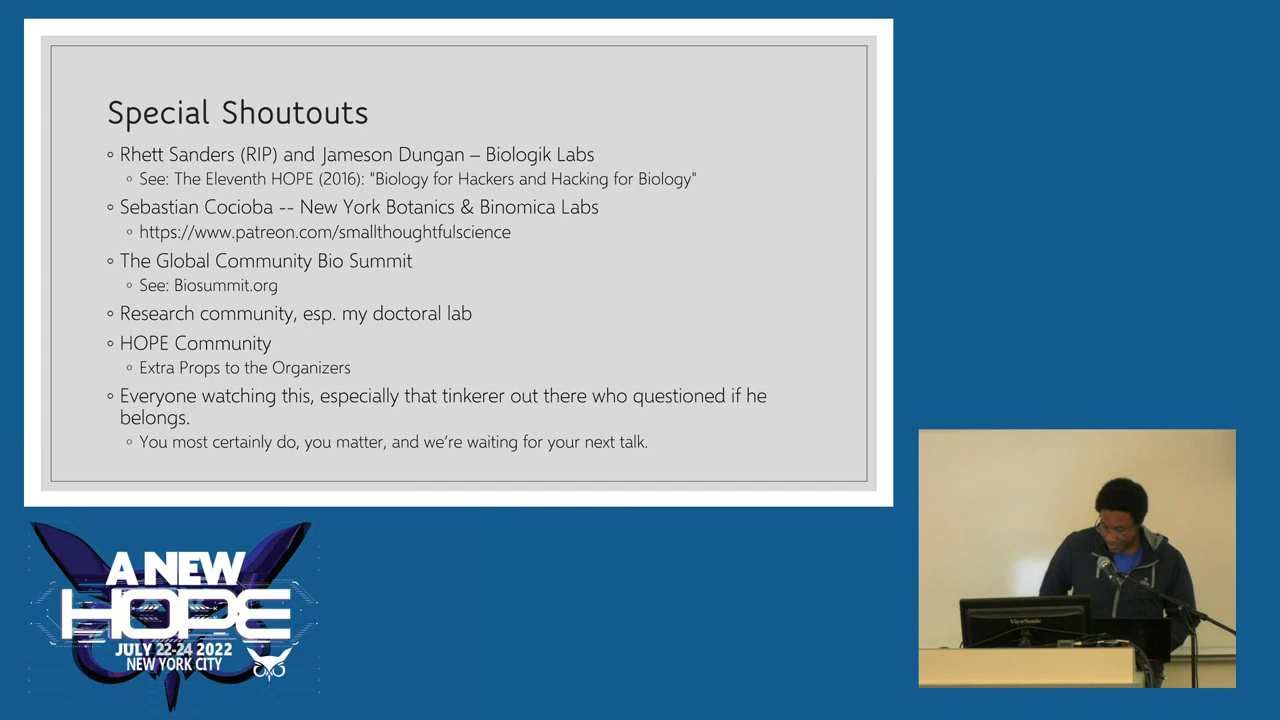 Special Shoutouts
◦ Rhett Sanders (RIP) and Jameson Dungan – Biologik Labs
◦ See: The Eleventh HOPE (2016): "Biology for Hackers and Hacking for Biology"
◦ Sebastian Cocioba -- New York Botanics & Binomica Labs
◦ https://www.patreon.com/smallthoughtfulscience
◦ The Global Community Bio Summit
◦ See: Biosummit.org
◦ Research community, esp. my doctoral lab
◦ HOPE Community
◦ Extra Props to the Organizers
◦ Everyone watching this, especially that tinkerer out there who questioned if he
belongs.
◦ You most certainly do, you matter, and we're waiting for your next talk.
A NEW
HOPE
JULY 22-24 2022
NEW YORK CITY
ViewSonic